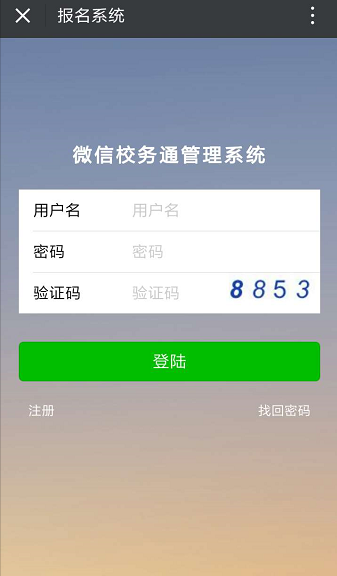 报名系统
微信校务通管理系统
用户名 用户名
密码 密码
验证码 验证码 8853
登陆
注册 找回密码